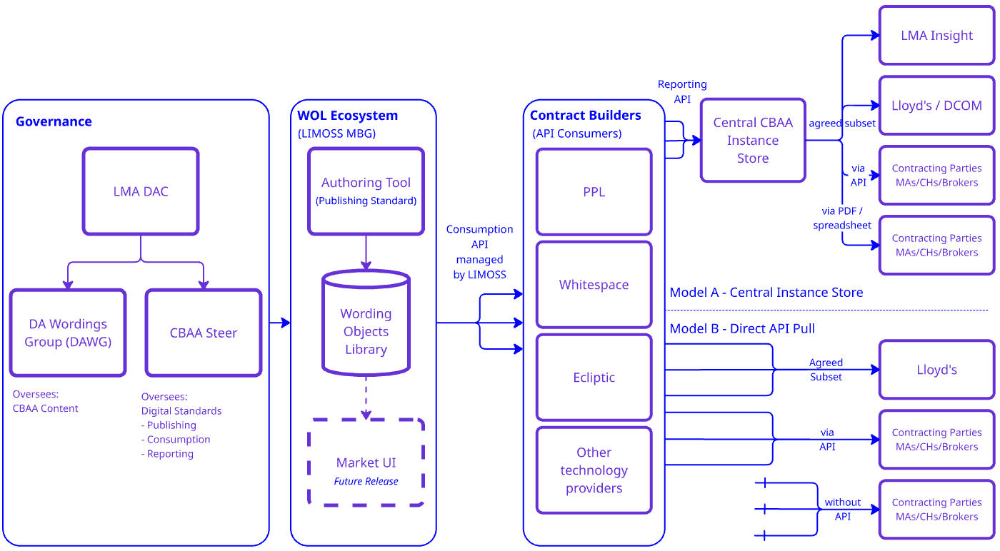 Governance
LMA DAC
DA Wordings
Group (DAWG)
CBAA Steer
Oversees:
CBAA Content
Oversees:
Digital Standards
- Publishing
- Consumption
- Reporting
WOL Ecosystem
(LIMOSS MBG)
Authoring Tool
(Publishing Standard)
Wording
Objects
Library
Market UI
Future Release
Consumption
API
managed
by LIMOSS
Contract Builders
(API Consumers)
PPL
Whitespace
Ecliptic
Other
technology
providers
Reporting
API
Central CBAA
Instance
Store
agreed subset
via
API
via PDF /
spreadsheet
LMA Insight
Lloyd's / DCOM
Contracting Parties
MAs/CHs/Brokers
Contracting Parties
MAs/CHs/Brokers
Model A - Central Instance Store
Model B - Direct API Pull
Agreed
Subset
Lloyd's
via
API
Contracting Parties
MAs/CHs/Brokers
without
API
Contracting Parties
MAs/CHs/Brokers